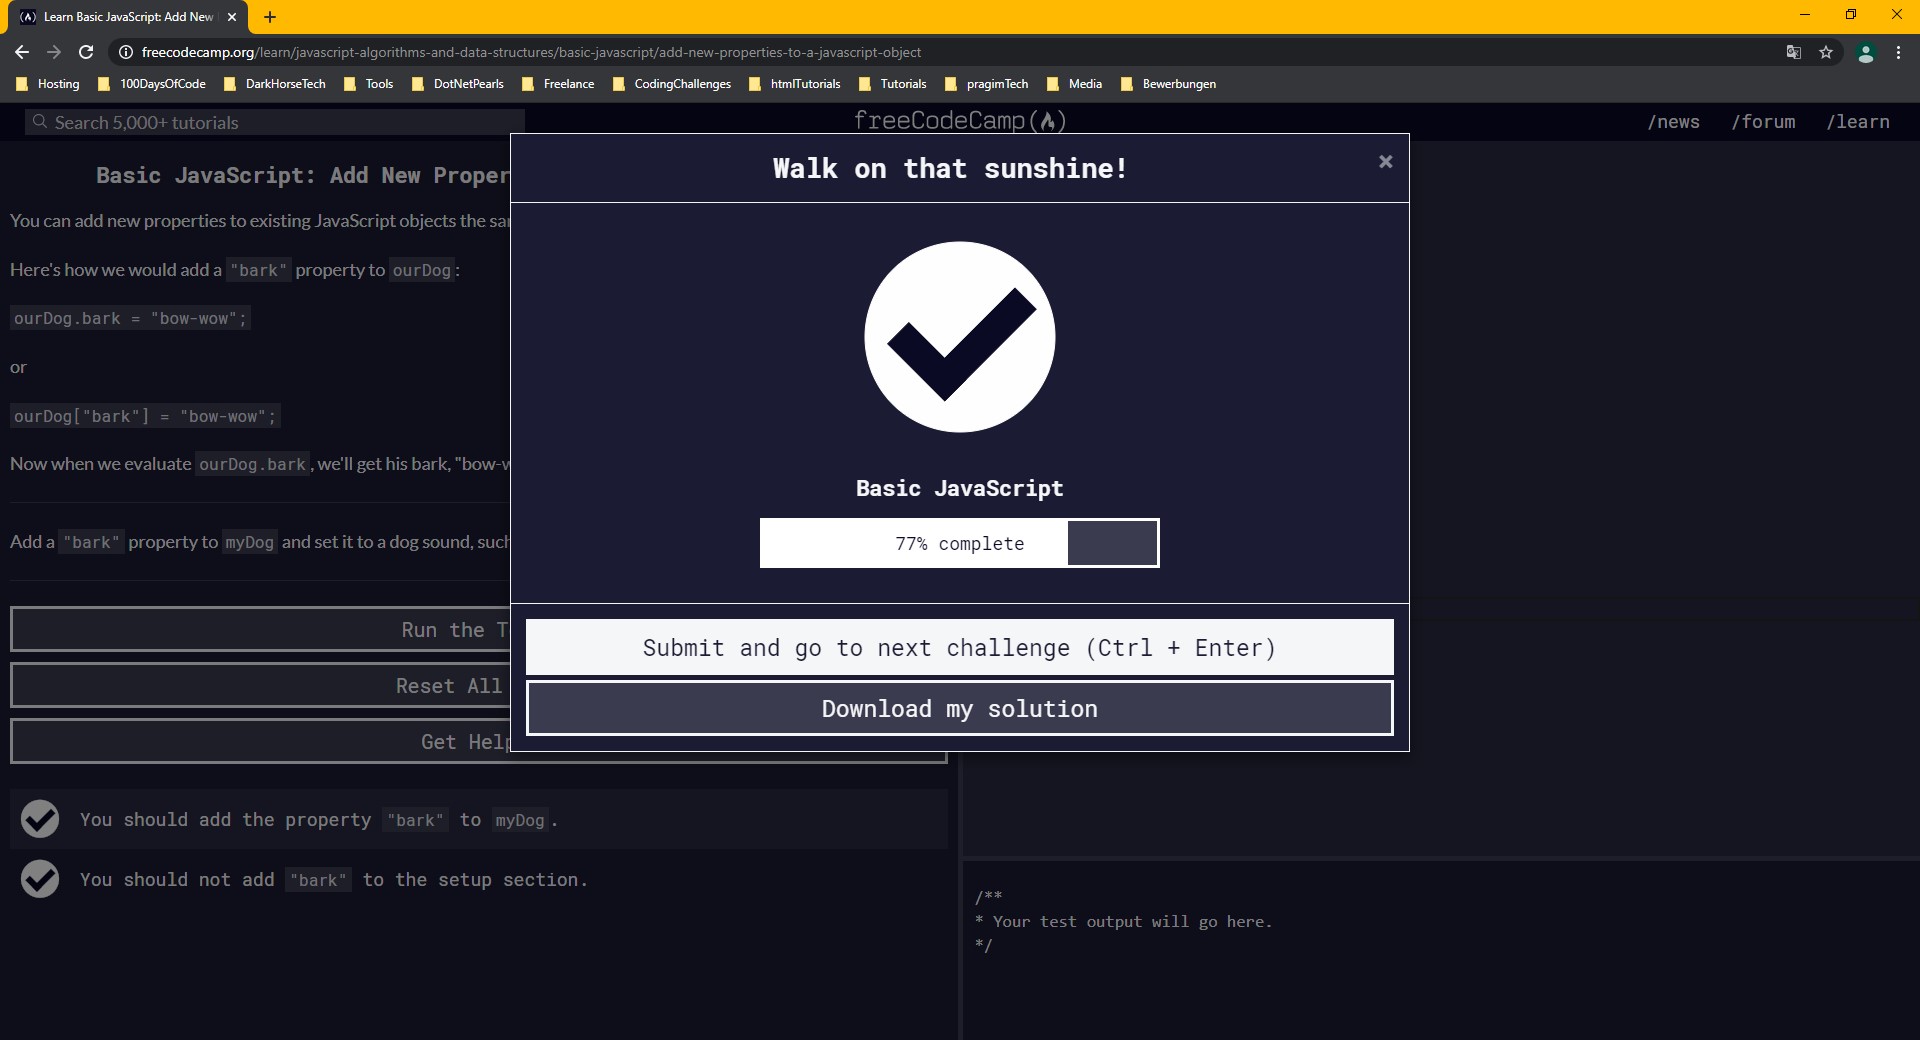 Learn Basic JavaScript: Add New
freecodecamp.org/learn/javascript-algorithms-and-data-structures/basic-javascript/add-new-properties-to-a-javascript-object
Hosting 100DaysOfCode DarkHorseTech Tools DotNetPearls Freelance CodingChallenges htmlTutorials Tutorials pragimTech Media Bewerbungen
Search 5,000+ tutorials
freeCodeCamp
/news /forum /learn
Basic JavaScript: Add New Proper
You can add new properties to existing JavaScript objects the sa
Here's how we would add a "bark" property to ourDog:
ourDog.bark = "bow-wow";
or
ourDog["bark"] = "bow-wow";
Now when we evaluate ourDog.bark, we'll get his bark, "bow-w
Add a "bark" property to myDog and set it to a dog sound, such
Run the T
Reset All
Get Help
You should add the property "bark" to myDog.
You should not add "bark" to the setup section.
Walk on that sunshine!
Basic JavaScript
77% complete
Submit and go to next challenge (Ctrl + Enter)
Download my solution
/**
* Your test output will go here.
*/